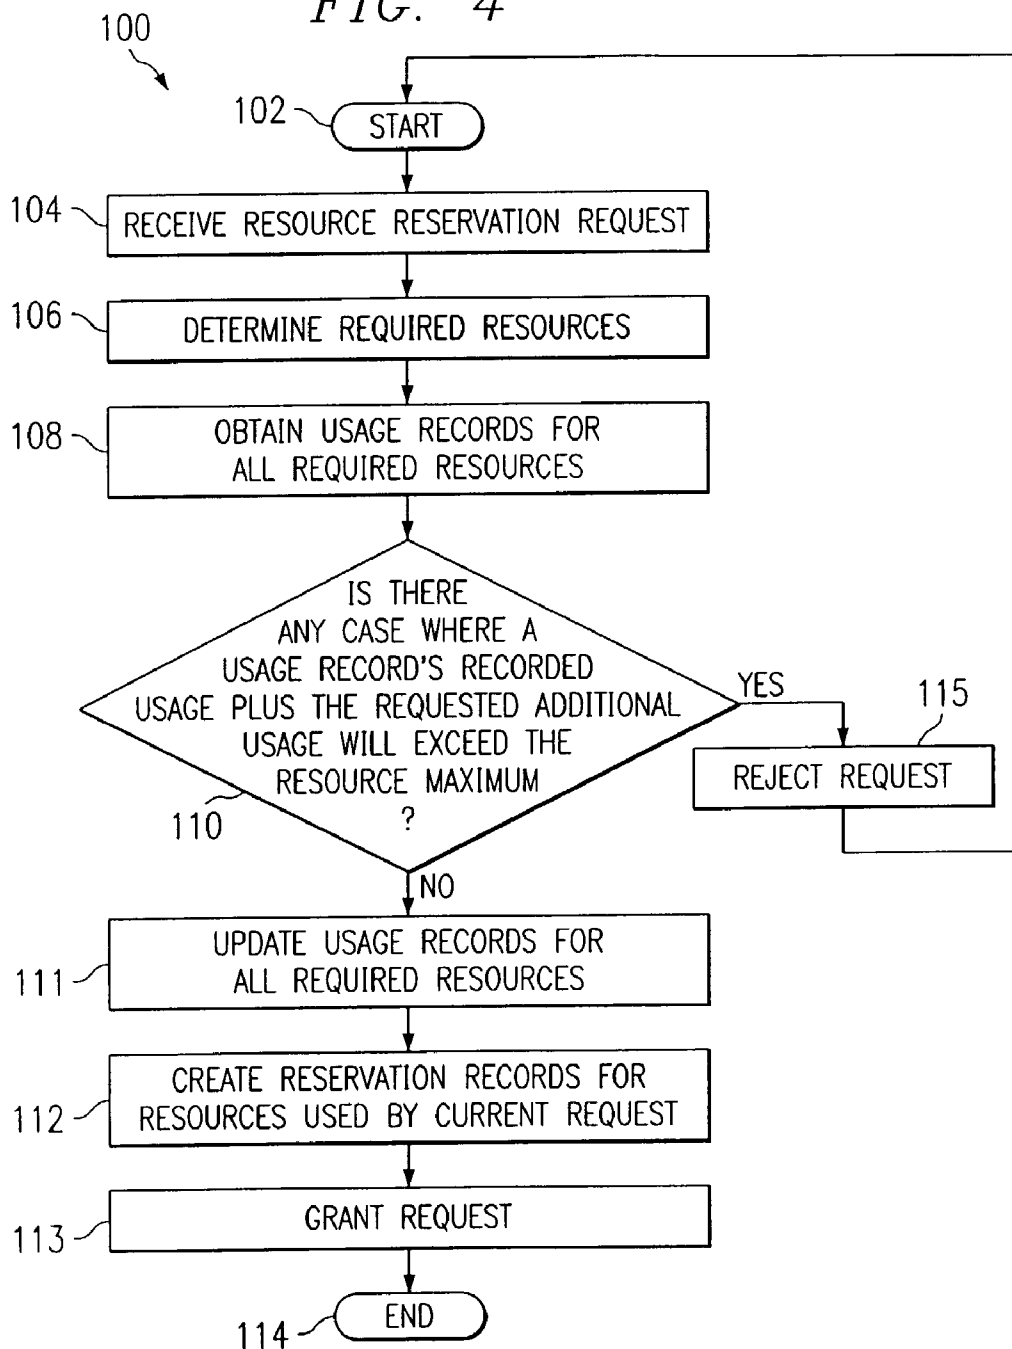 FIG. 4
100
102
START
104
RECEIVE RESOURCE RESERVATION REQUEST
106
DETERMINE REQUIRED RESOURCES
108
OBTAIN USAGE RECORDS FOR
ALL REQUIRED RESOURCES
IS THERE
ANY CASE WHERE A
USAGE RECORD'S RECORDED
USAGE PLUS THE REQUESTED ADDITIONAL
USAGE WILL EXCEED THE
RESOURCE MAXIMUM
?
110
YES
115
REJECT REQUEST
NO
111
UPDATE USAGE RECORDS FOR
ALL REQUIRED RESOURCES
112
CREATE RESERVATION RECORDS FOR
RESOURCES USED BY CURRENT REQUEST
113
GRANT REQUEST
114
END